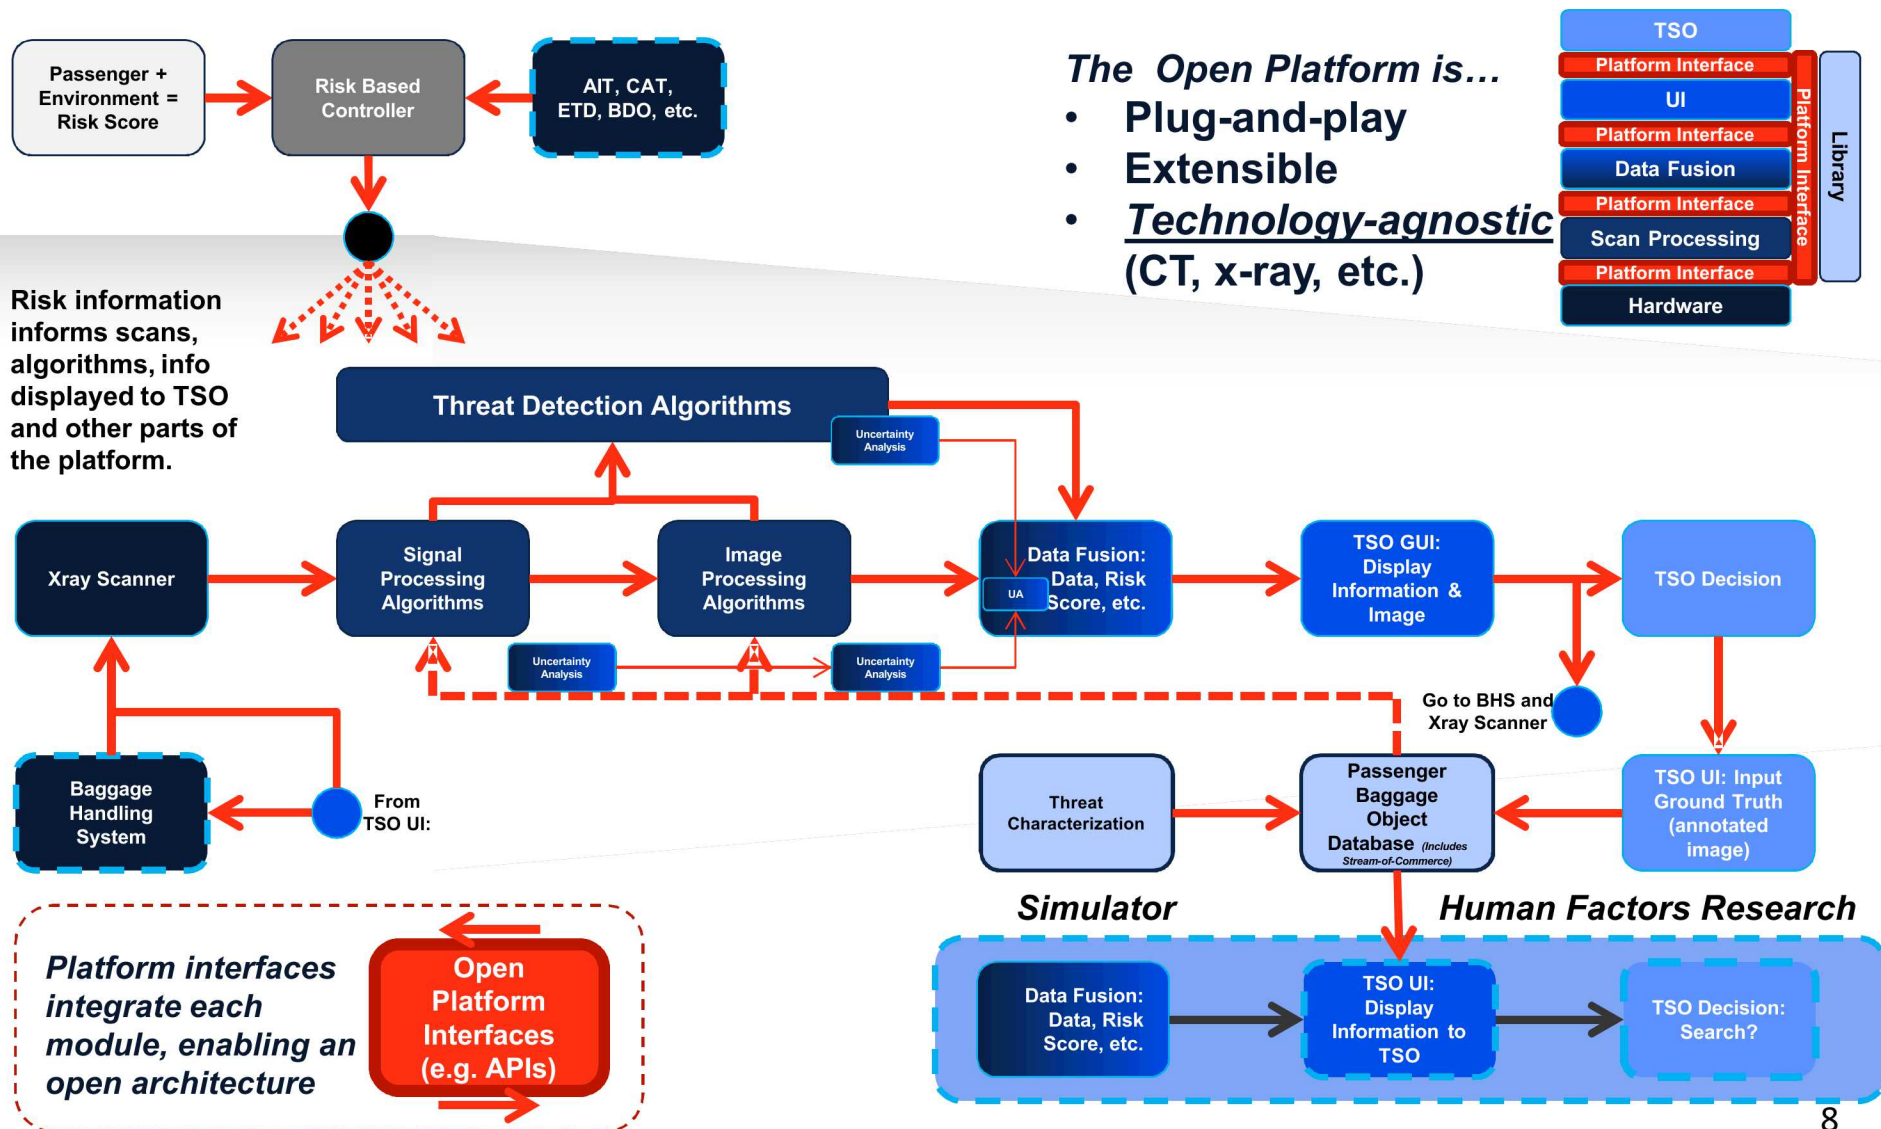 Passenger +
Environment =
Risk Score
Risk Based
Controller
AIT, CAT,
ETD, BDO, etc.
The Open Platform is...
• Plug-and-play
• Extensible
• Technology-agnostic
(CT, x-ray, etc.)
TSO
Platform Interface
UI
Platform Interface
Data Fusion
Platform Interface
Scan Processing
Platform Interface
Hardware
Platform Interface
Library
Risk information
informs scans,
algorithms, info
displayed to TSO
and other parts of
the platform.
Threat Detection Algorithms
Uncertainty
Analysis
Xray Scanner
Signal
Processing
Algorithms
Image
Processing
Algorithms
Data Fusion:
Data, Risk
Score, etc.
UA
TSO GUI:
Display
Information &
Image
TSO Decision
Uncertainty
Analysis
Uncertainty
Analysis
Go to BHS and
Xray Scanner
Baggage
Handling
System
From
TSO UI:
Threat
Characterization
Passenger
Baggage
Object
Database (Includes
Stream-of-Commerce)
TSO UI: Input
Ground Truth
(annotated
image)
Simulator
Human Factors Research
Platform interfaces
integrate each
module, enabling an
open architecture
Open
Platform
Interfaces
(e.g. APIs)
Data Fusion:
Data, Risk
Score, etc.
TSO UI:
Display
Information to
TSO
TSO Decision:
Search?
8